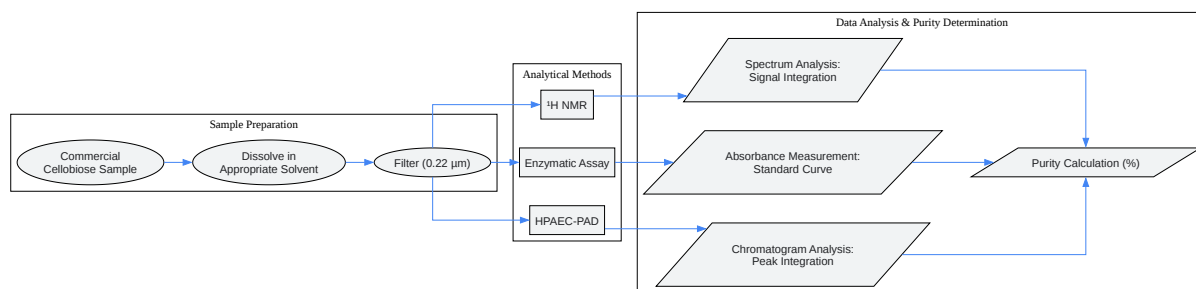 Data Analysis & Purity Determination
Spectrum Analysis:
Signal Integration
Analytical Methods
¹H NMR
Sample Preparation
Commercial
Cellobiose Sample
Dissolve in
Appropriate Solvent
Filter (0.22 µm)
Enzymatic Assay
Absorbance Measurement:
Standard Curve
Purity Calculation (%)
HPAEC-PAD
Chromatogram Analysis:
Peak Integration